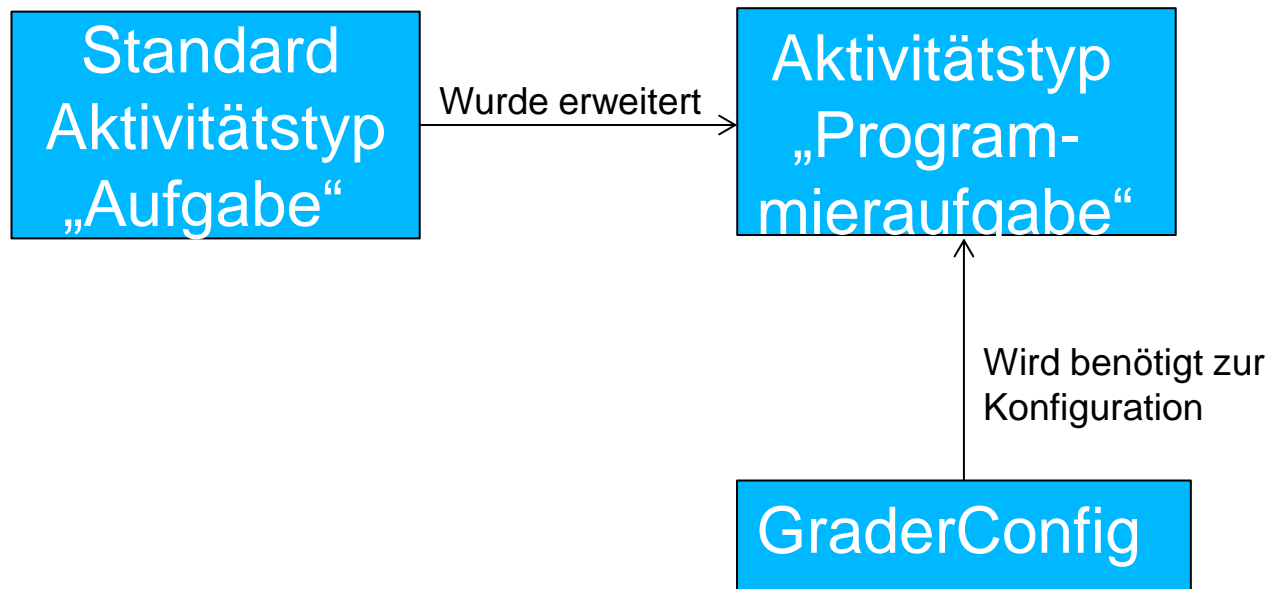 Standard
Aktivitätstyp
„Aufgabe“
Wurde erweitert
Aktivitätstyp
„Program-
mieraufgabe“
Wird benötigt zur
Konfiguration
GraderConfig